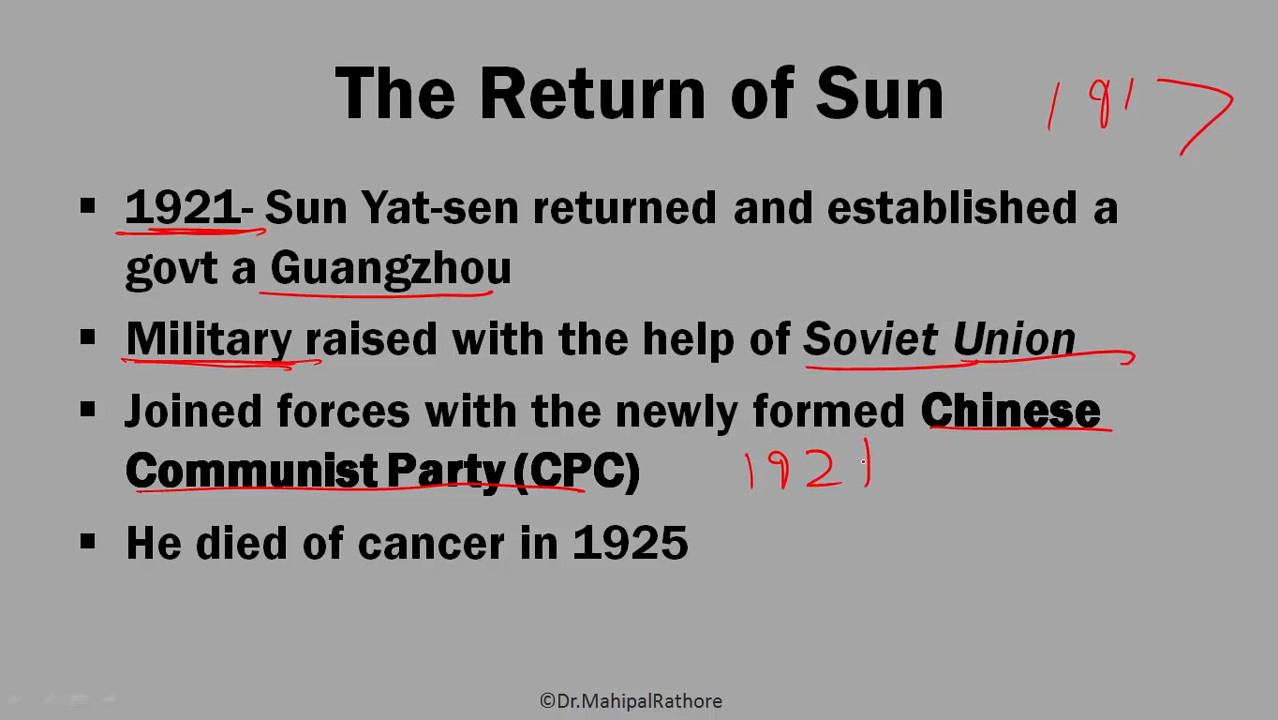 The Return of Sun
1917
▪ 1921- Sun Yat-sen returned and established a
govt a Guangzhou
▪ Military raised with the help of Soviet Union
▪ Joined forces with the newly formed Chinese
Communist Party (CPC) 1921
▪ He died of cancer in 1925
©Dr.MahipalRathore